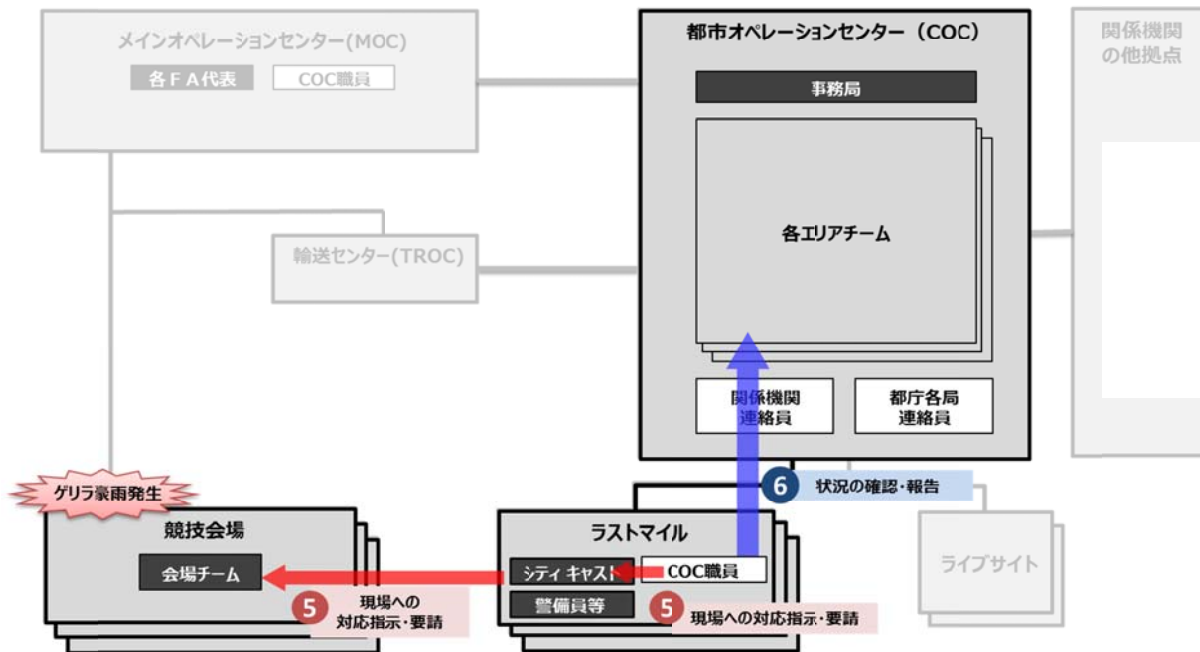 メインオペレーションセンター(MOC)
各FA代表
COC職員
都市オペレーションセンター(COC)
事務局
各エリアチーム
関係機関
連絡員
都庁各局
連絡員
関係機関
の他拠点
輸送センター(TROC)
ゲリラ豪雨発生
競技会場
会場チーム
5
現場への
対応指示・要請
ラストマイル
シティ キャスト
COC職員
警備員等
5
現場への対応指示・要請
6
状況の確認・報告
ライブサイト